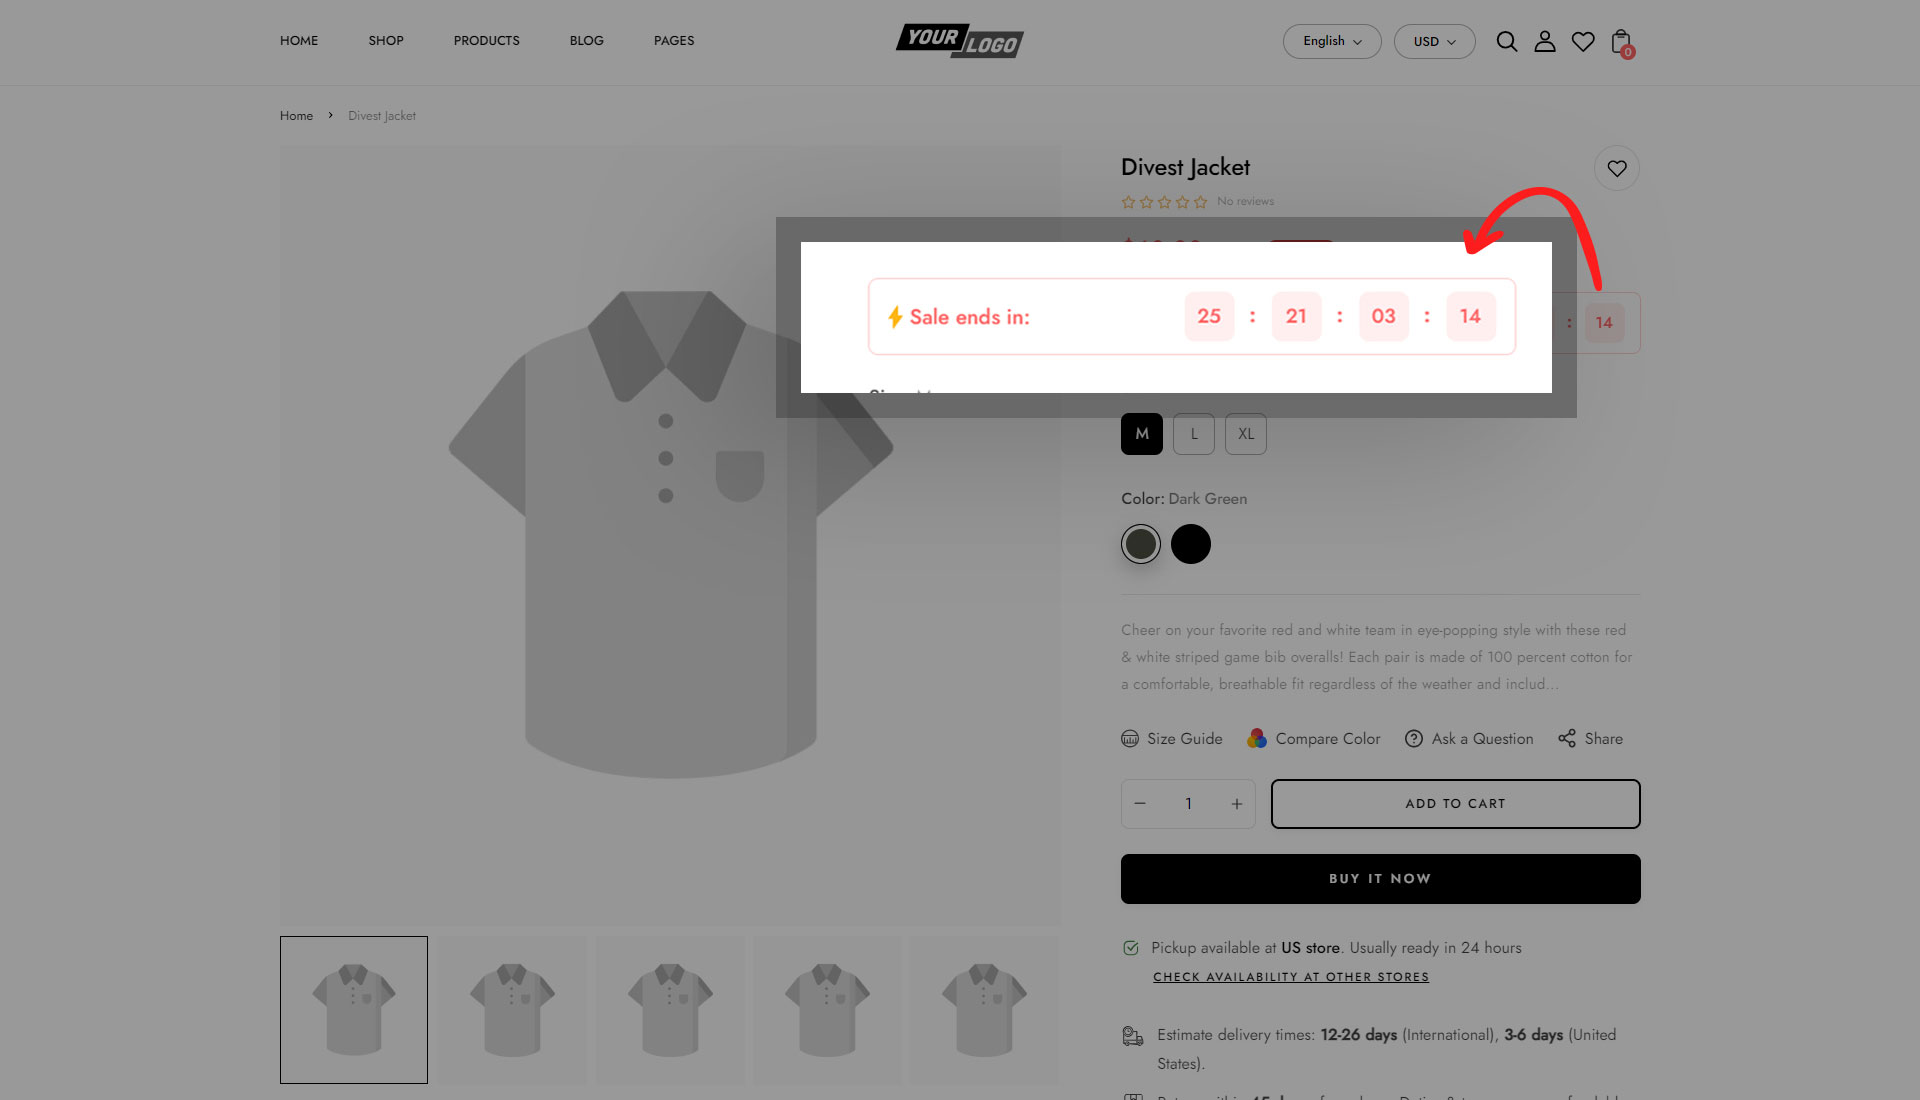 HOME SHOP PRODUCTS BLOG PAGES
YOUR LOGO
English USD
0
Home › Divest Jacket
Divest Jacket
No reviews
Sale ends in: 25 : 21 : 03 : 14
: 14
M L XL
Color: Dark Green
Cheer on your favorite red and white team in eye-popping style with these red
& white striped game bib overalls! Each pair is made of 100 percent cotton for
a comfortable, breathable fit regardless of the weather and includ...
Size Guide Compare Color Ask a Question Share
− 1 + ADD TO CART
BUY IT NOW
Pickup available at US store. Usually ready in 24 hours
CHECK AVAILABILITY AT OTHER STORES
Estimate delivery times: 12-26 days (International), 3-6 days (United
States).